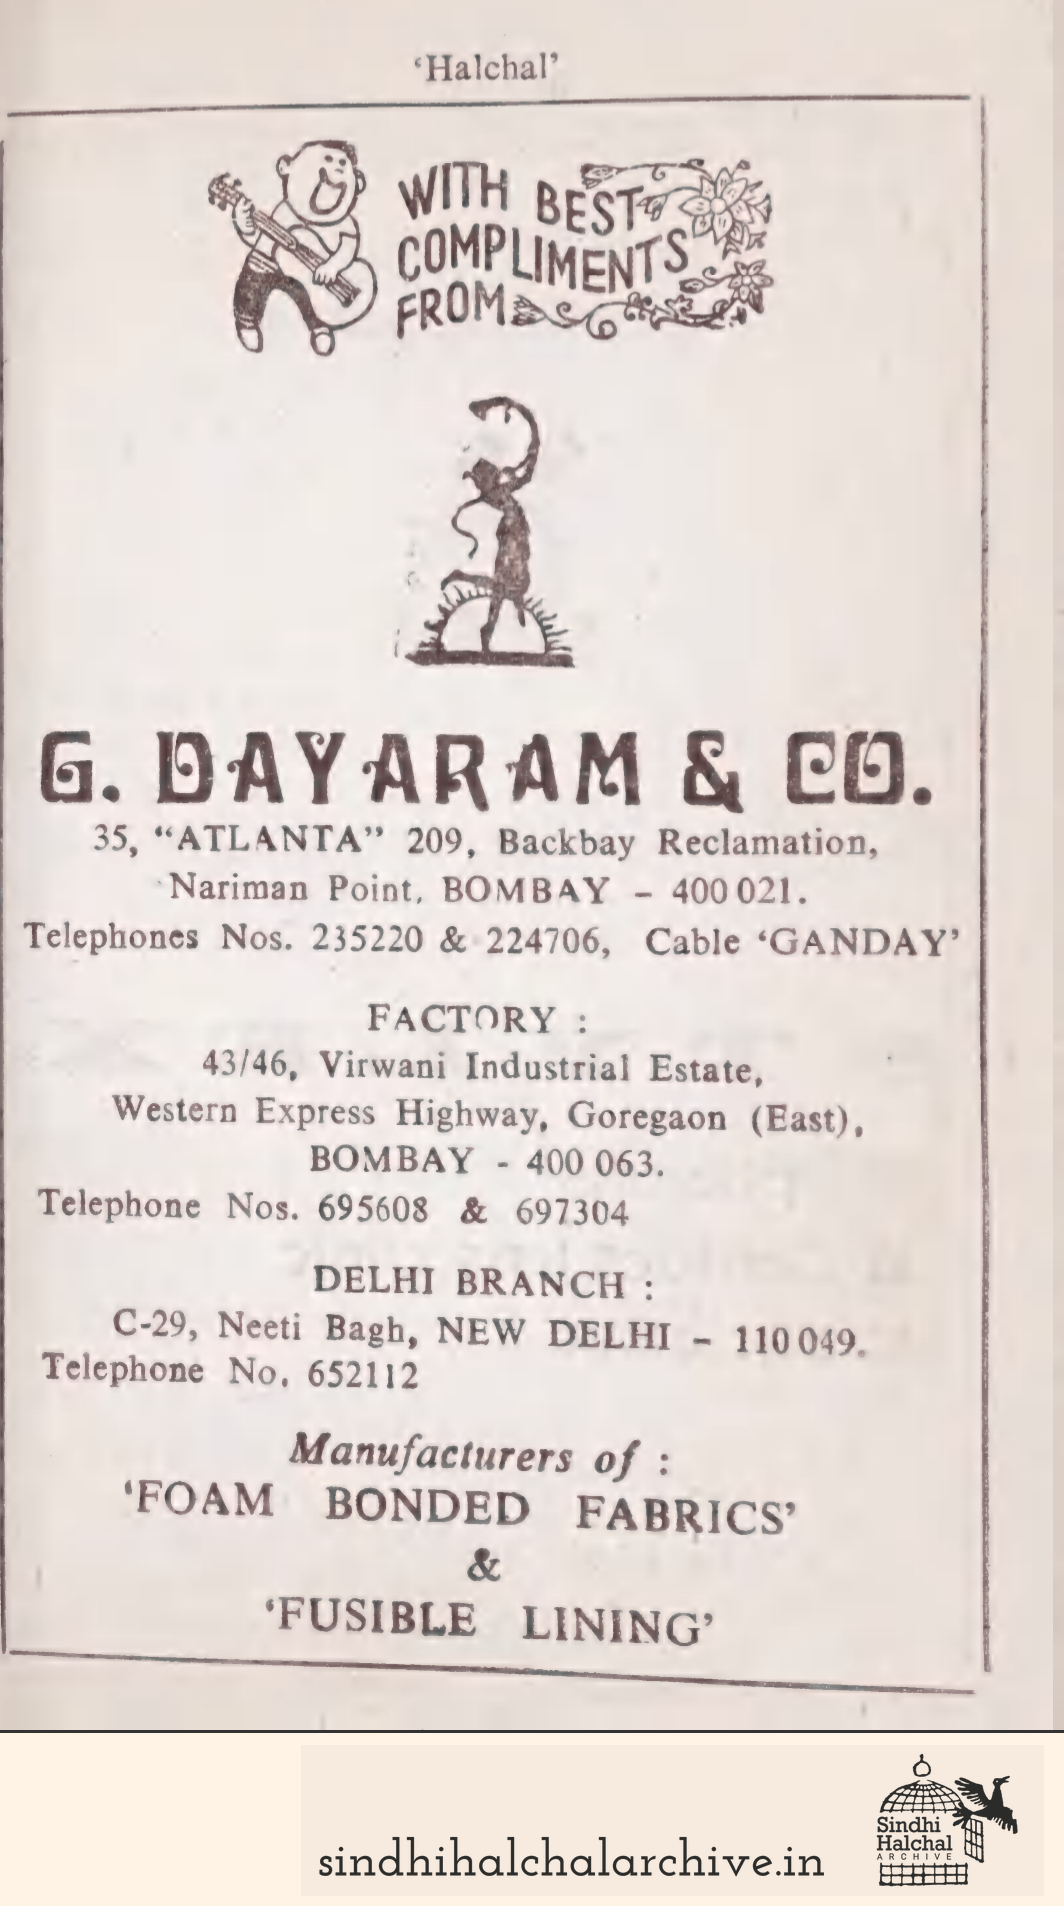 ‘Halchal’
WITH BEST
COMPLIMENTS
FROM
G. DAYARAM & CO.
35, “ATLANTA” 209, Backbay Reclamation,
Nariman Point, BOMBAY – 400 021.
Telephones Nos. 235220 & 224706, Cable ‘GANDAY’
FACTORY :
43/46, Virwani Industrial Estate,
Western Express Highway, Goregaon (East),
BOMBAY - 400 063.
Telephone Nos. 695608 & 697304
DELHI BRANCH :
C-29, Neeti Bagh, NEW DELHI – 110 049.
Telephone No. 652112
Manufacturers of :
‘FOAM BONDED FABRICS’
&
‘FUSIBLE LINING’
sindhihalchalarchive.in
Sindhi
Halchal
ARCHIVE